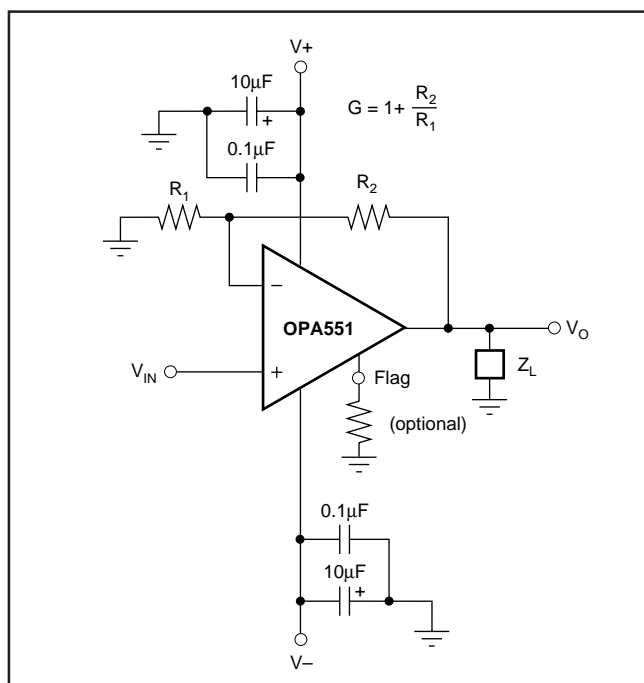 V+
10µF
+
G = 1 + R2/R1
0.1µF
R1
R2
−
OPA551
VO
VIN
+
Flag
ZL
(optional)
0.1µF
10µF
+
V–